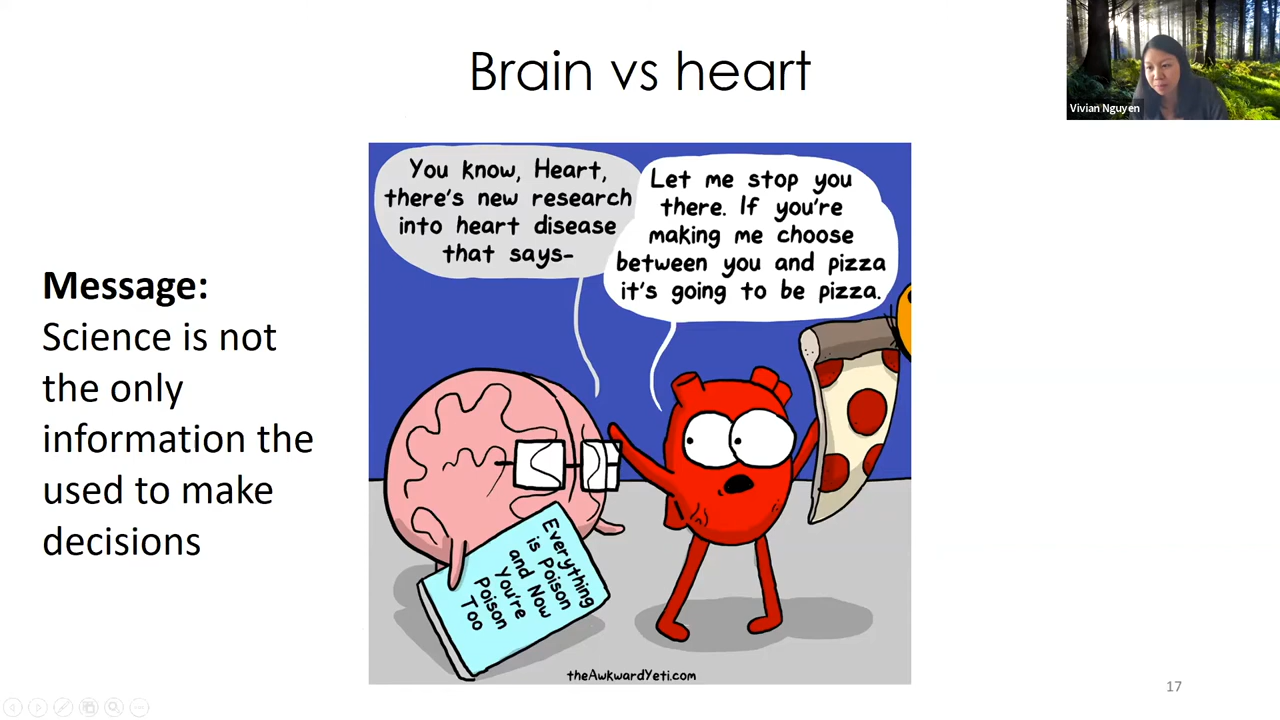 Brain vs heart
Vivian Nguyen
Message:
Science is not
the only
information the
used to make
decisions
You know, Heart,
there's new research
into heart disease
that says-
Let me stop you
there. If you're
making me choose
between you and pizza
it's going to be pizza.
Everything
is Poison
and Now
You're
Poison
Too
theAwkwardYeti.com
17